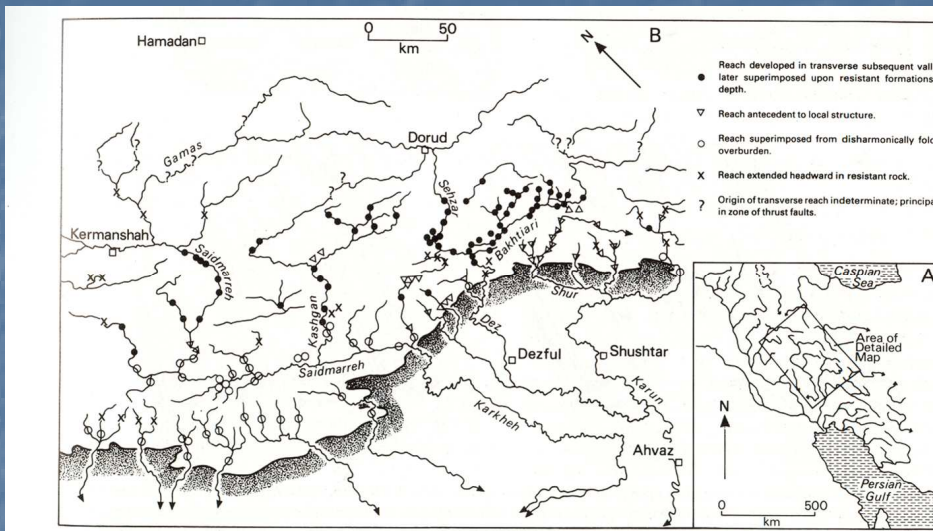 Hamadan
0 50
km
N
B
Reach developed in transverse subsequent vall
later superimposed upon resistant formations
depth.
Reach antecedent to local structure.
Reach superimposed from disharmonically fold
overburden.
Reach extended headward in resistant rock.
? Origin of transverse reach indeterminate; principa
in zone of thrust faults.
Gamas
Dorud
Sehzar
Kermanshah
Saidmarreh
Bakhtiari
Kashgan
Shur
Dez
Saidmarreh
Dezful
Shushtar
Karun
Karkheh
Ahvaz
A
Caspian
Sea
Area of
Detailed
Map
N
Persian
Gulf
0 500
km